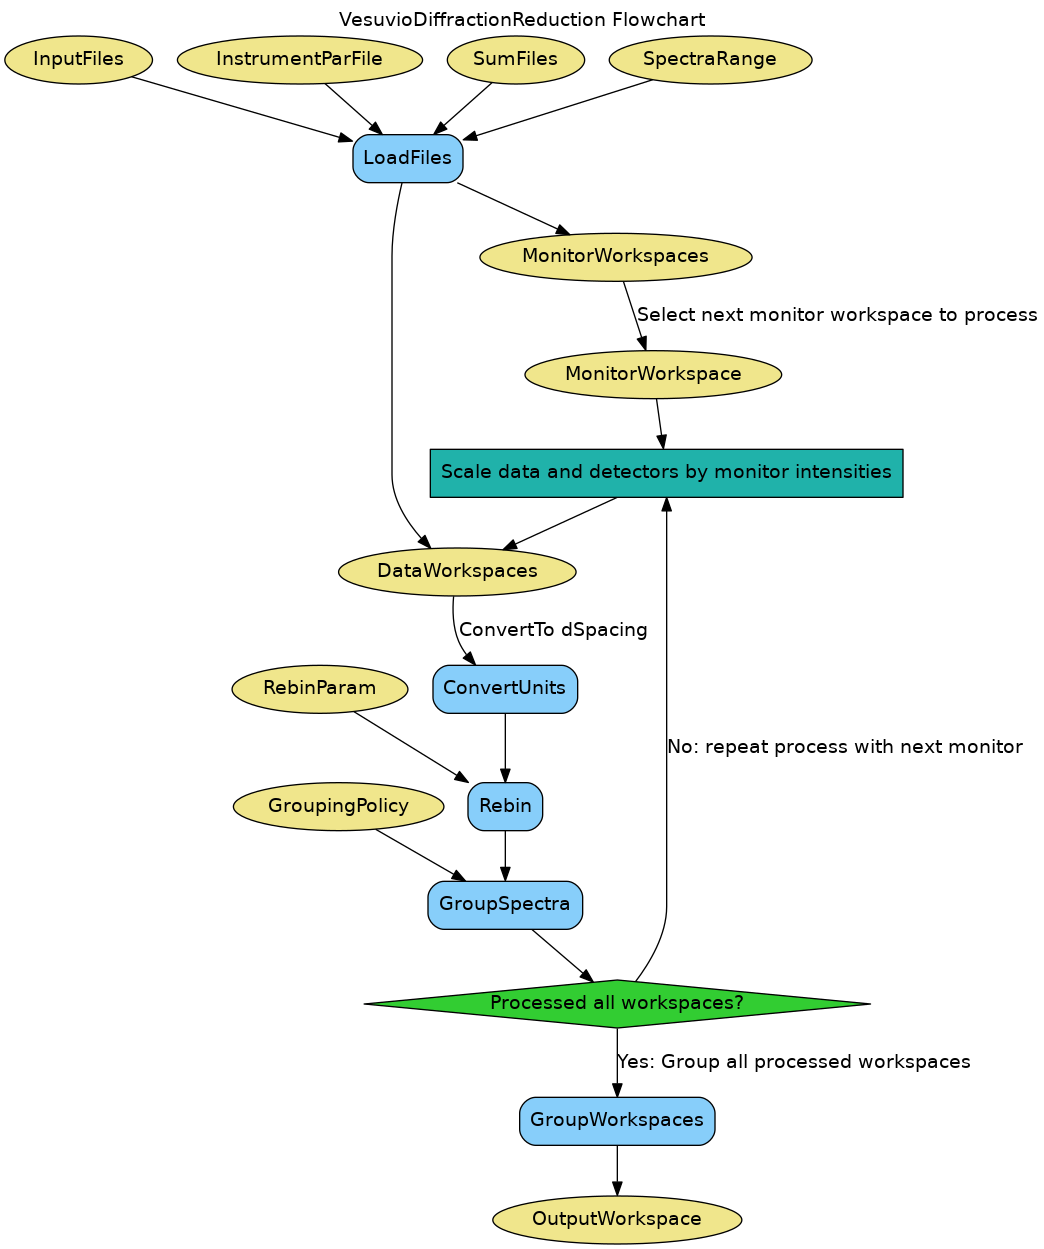 VesuvioDiffractionReduction Flowchart
InputFiles
InstrumentParFile
SumFiles
SpectraRange
LoadFiles
MonitorWorkspaces
Select next monitor workspace to process
MonitorWorkspace
Scale data and detectors by monitor intensities
DataWorkspaces
ConvertTo dSpacing
RebinParam
ConvertUnits
No: repeat process with next monitor
GroupingPolicy
Rebin
GroupSpectra
Processed all workspaces?
Yes: Group all processed workspaces
GroupWorkspaces
OutputWorkspace